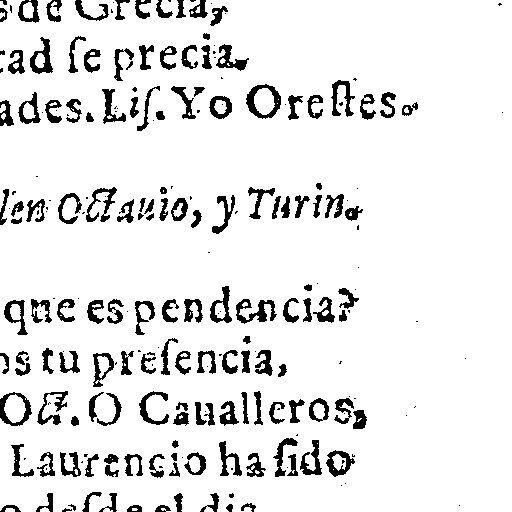 s de Grecia,
tad ſe precia.
ades. Liſ. Yo Oreſtes.
len Octauio, y Turin.
que es pendencia?
os tu preſencia,
Oct. O Caualleros,
Laurencio ha ſido
o deſde el dia